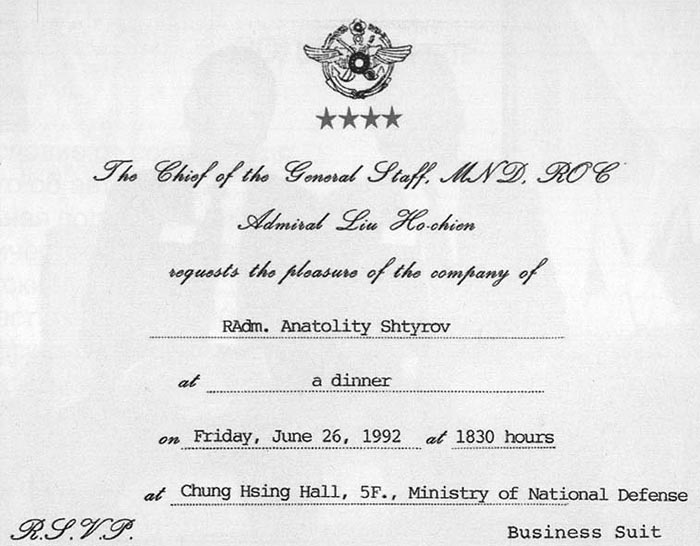 The Chief of the General Staff, MND, ROC
Admiral Liu Ho-chien
requests the pleasure of the company of
RAdm. Anatolity Shtyrov
at a dinner
on Friday, June 26, 1992 at 1830 hours
at Chung Hsing Hall, 5F., Ministry of National Defense
R.S.V.P. Business Suit